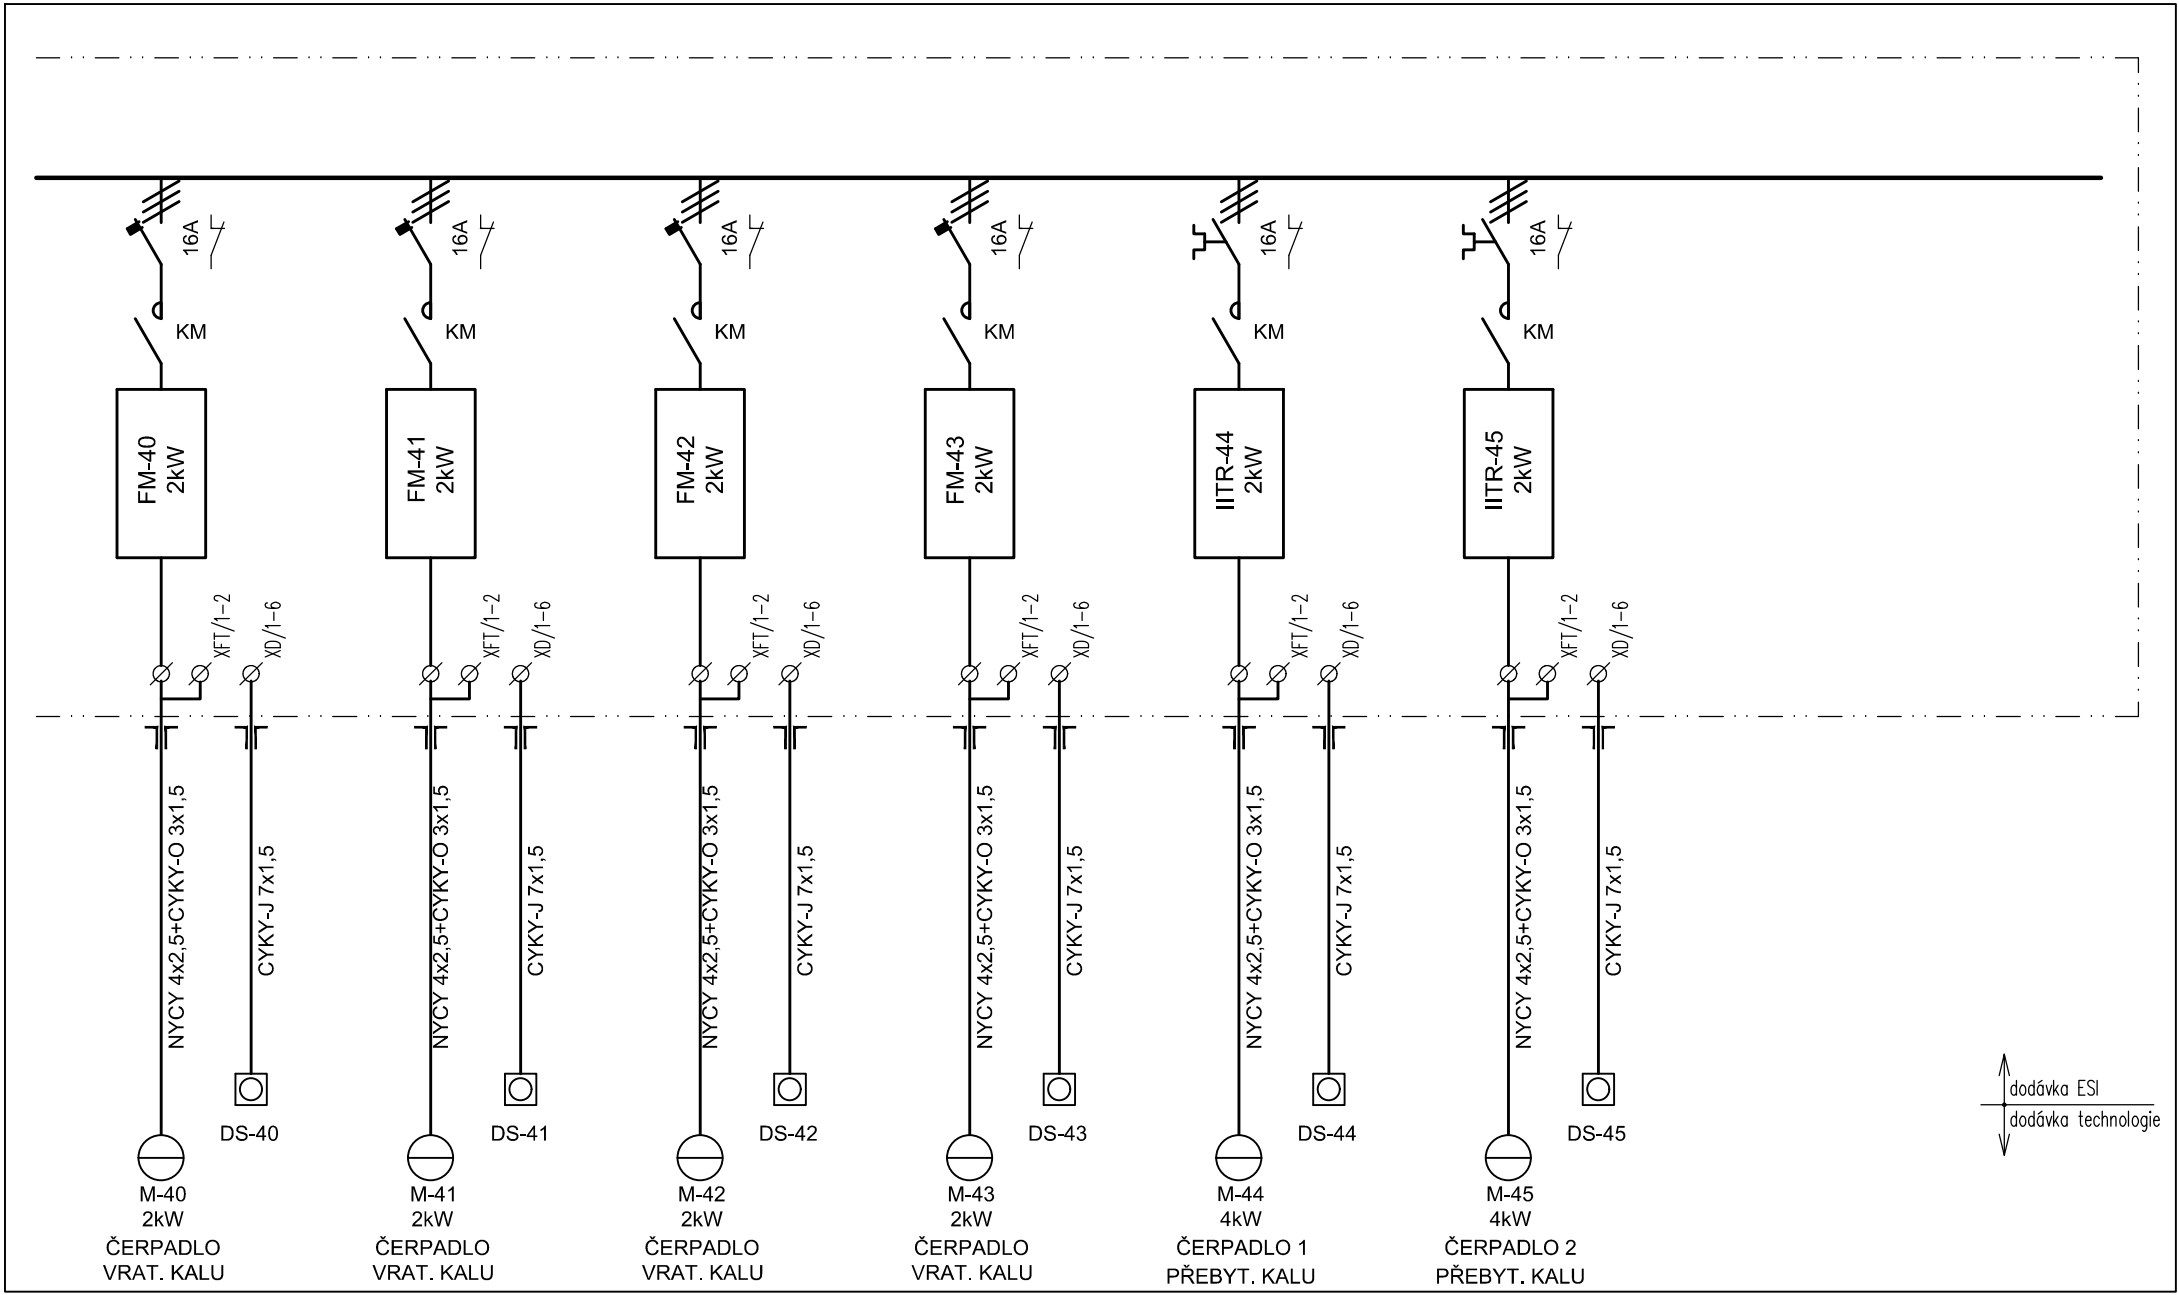 16A
16A
16A
16A
16A
16A
KM
KM
KM
KM
KM
KM
FM-40
2kW
FM-41
2kW
FM-42
2kW
FM-43
2kW
IITR-44
2kW
IITR-45
2kW
XFT/1-2
XD/1-6
XFT/1-2
XD/1-6
XFT/1-2
XD/1-6
XFT/1-2
XD/1-6
XFT/1-2
XD/1-6
XFT/1-2
XD/1-6
NYCY 4x2,5+CYKY-O 3x1,5
CYKY-J 7x1,5
NYCY 4x2,5+CYKY-O 3x1,5
CYKY-J 7x1,5
NYCY 4x2,5+CYKY-O 3x1,5
CYKY-J 7x1,5
NYCY 4x2,5+CYKY-O 3x1,5
CYKY-J 7x1,5
NYCY 4x2,5+CYKY-O 3x1,5
CYKY-J 7x1,5
NYCY 4x2,5+CYKY-O 3x1,5
CYKY-J 7x1,5
dodávka ESI
dodávka technologie
DS-40
DS-41
DS-42
DS-43
DS-44
DS-45
M-40
2kW
ČERPADLO
VRAT. KALU
M-41
2kW
ČERPADLO
VRAT. KALU
M-42
2kW
ČERPADLO
VRAT. KALU
M-43
2kW
ČERPADLO
VRAT. KALU
M-44
4kW
ČERPADLO 1
PŘEBYT. KALU
M-45
4kW
ČERPADLO 2
PŘEBYT. KALU